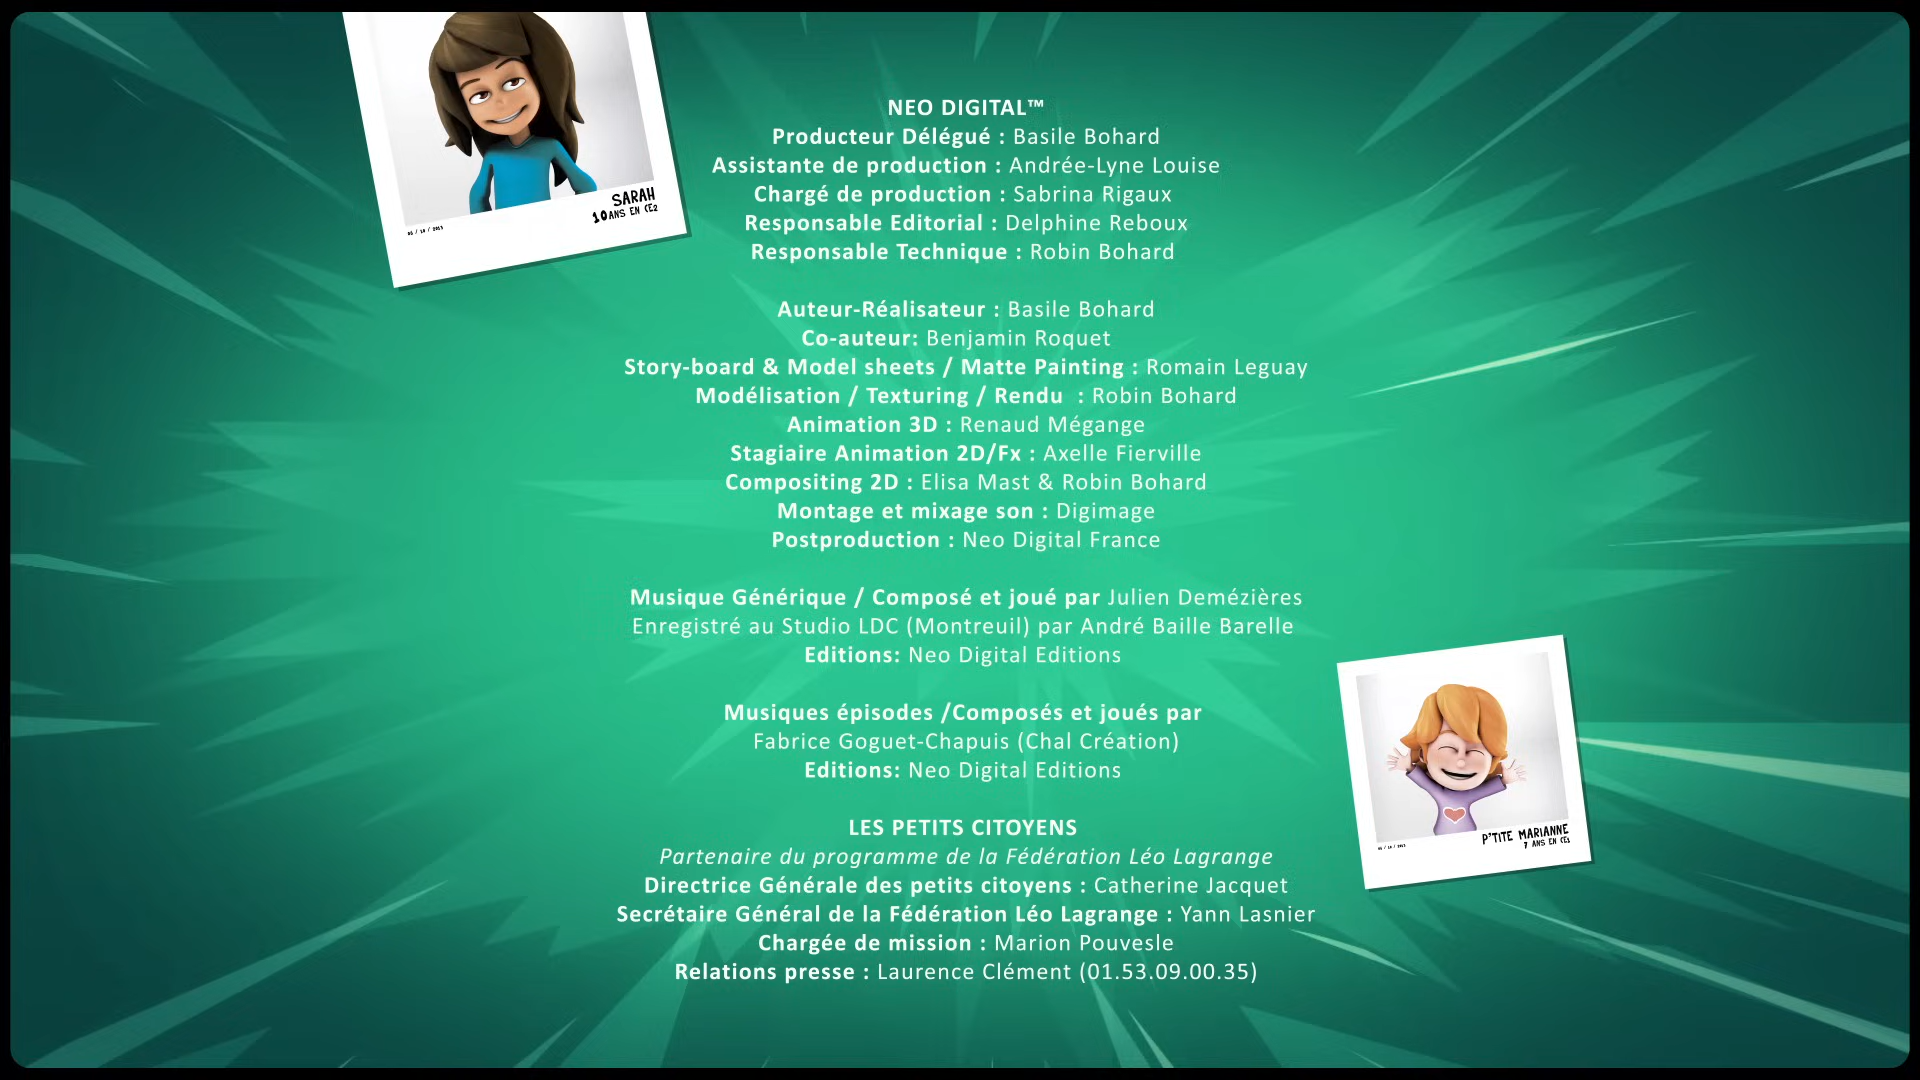 SARAH
10 ANS EN CE2
NEO DIGITAL™
Producteur Délégué : Basile Bohard
Assistante de production : Andrée-Lyne Louise
Chargé de production : Sabrina Rigaux
Responsable Editorial : Delphine Reboux
Responsable Technique : Robin Bohard
Auteur-Réalisateur : Basile Bohard
Co-auteur: Benjamin Roquet
Story-board & Model sheets / Matte Painting : Romain Leguay
Modélisation / Texturing / Rendu : Robin Bohard
Animation 3D : Renaud Mégange
Stagiaire Animation 2D/Fx : Axelle Fierville
Compositing 2D : Elisa Mast & Robin Bohard
Montage et mixage son : Digimage
Postproduction : Neo Digital France
Musique Générique / Composé et joué par Julien Demézières
Enregistré au Studio LDC (Montreuil) par André Baille Barelle
Editions: Neo Digital Editions
Musiques épisodes /Composés et joués par
Fabrice Goguet-Chapuis (Chal Création)
Editions: Neo Digital Editions
LES PETITS CITOYENS
Partenaire du programme de la Fédération Léo Lagrange
Directrice Générale des petits citoyens : Catherine Jacquet
Secrétaire Général de la Fédération Léo Lagrange : Yann Lasnier
Chargée de mission : Marion Pouvesle
Relations presse : Laurence Clément (01.53.09.00.35)
P'TITE MARIANNE
7 ANS EN CE1